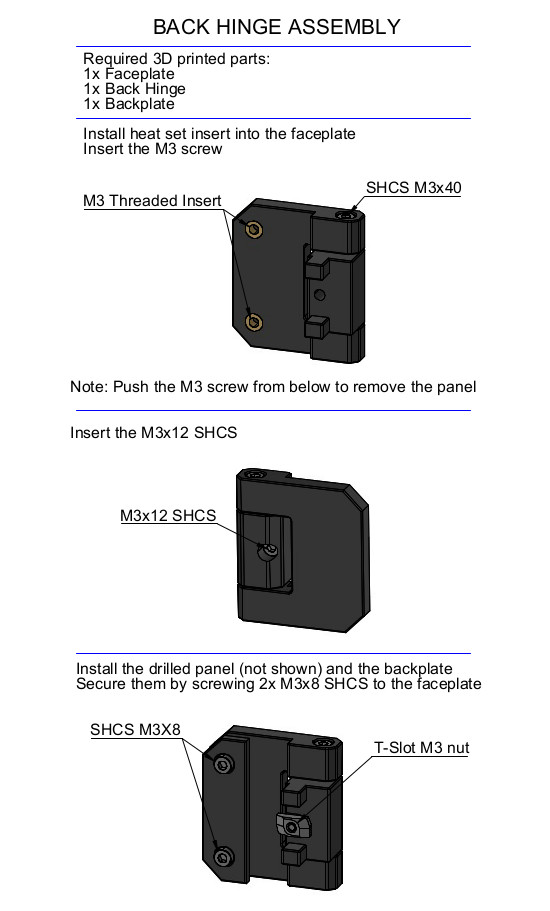 BACK HINGE ASSEMBLY
Required 3D printed parts:
1x Faceplate
1x Back Hinge
1x Backplate
Install heat set insert into the faceplate
Insert the M3 screw
SHCS M3x40
M3 Threaded Insert
Note: Push the M3 screw from below to remove the panel
Insert the M3x12 SHCS
M3x12 SHCS
Install the drilled panel (not shown) and the backplate
Secure them by screwing 2x M3x8 SHCS to the faceplate
SHCS M3X8
T-Slot M3 nut